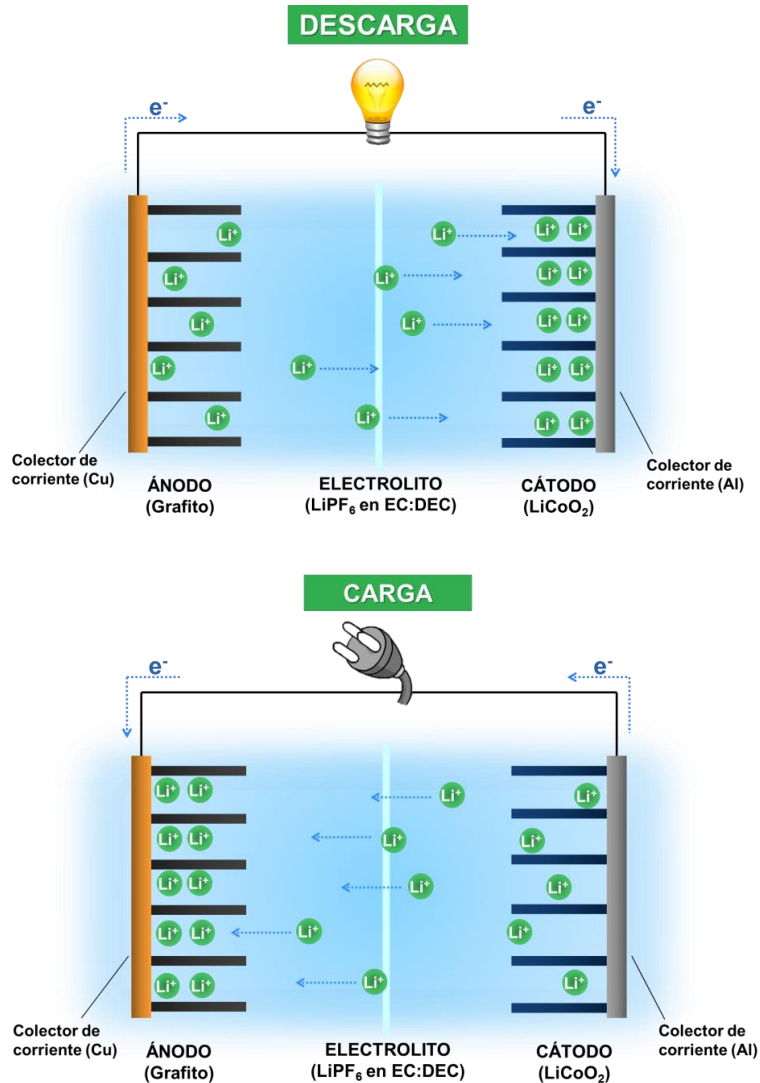 DESCARGA
e⁻
e⁻
Li⁺
Li⁺ Li⁺
Li⁺
Li⁺
Li⁺
Li⁺ Li⁺
Li⁺
Li⁺
Li⁺ Li⁺
Li⁺
Li⁺
Li⁺ Li⁺
Li⁺
Li⁺
Li⁺ Li⁺
Colector de
corriente (Cu)
ÁNODO
(Grafito)
ELECTROLITO
(LiPF₆ en EC:DEC)
CÁTODO
(LiCoO₂)
Colector de
corriente (Al)
CARGA
e⁻
e⁻
Li⁺ Li⁺
Li⁺
Li⁺
Li⁺ Li⁺
Li⁺
Li⁺
Li⁺ Li⁺
Li⁺
Li⁺
Li⁺ Li⁺
Li⁺
Li⁺
Li⁺ Li⁺
Li⁺
Li⁺
Colector de
corriente (Cu)
ÁNODO
(Grafito)
ELECTROLITO
(LiPF₆ en EC:DEC)
CÁTODO
(LiCoO₂)
Colector de
corriente (Al)